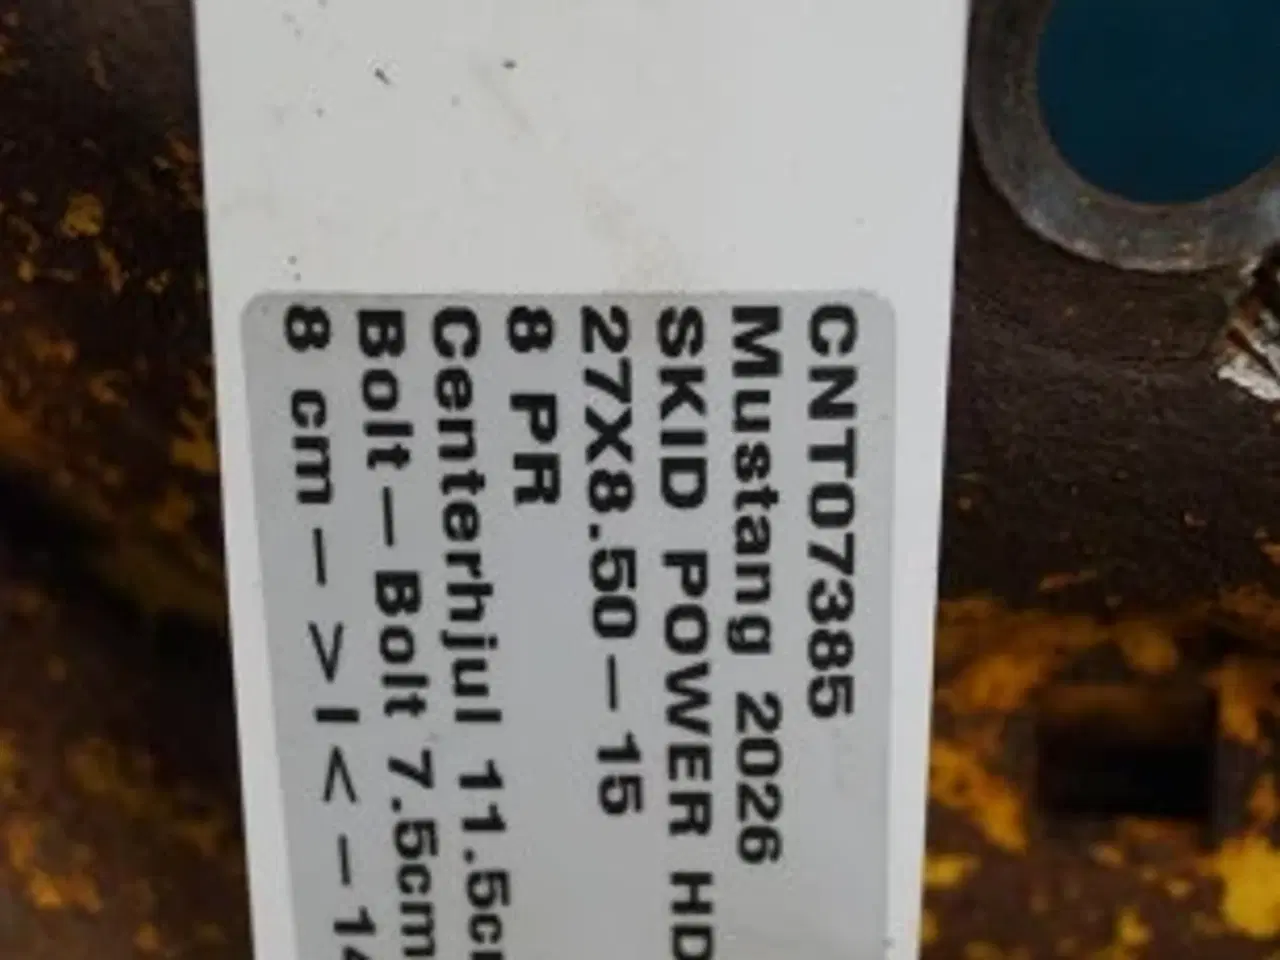 CNT07385
Mustang 2026
SKID POWER HD
27X8.50-15
8 PR
Centerhjul 11.5c
Bolt-Bolt 7.5cm
8 cm-->|<-14